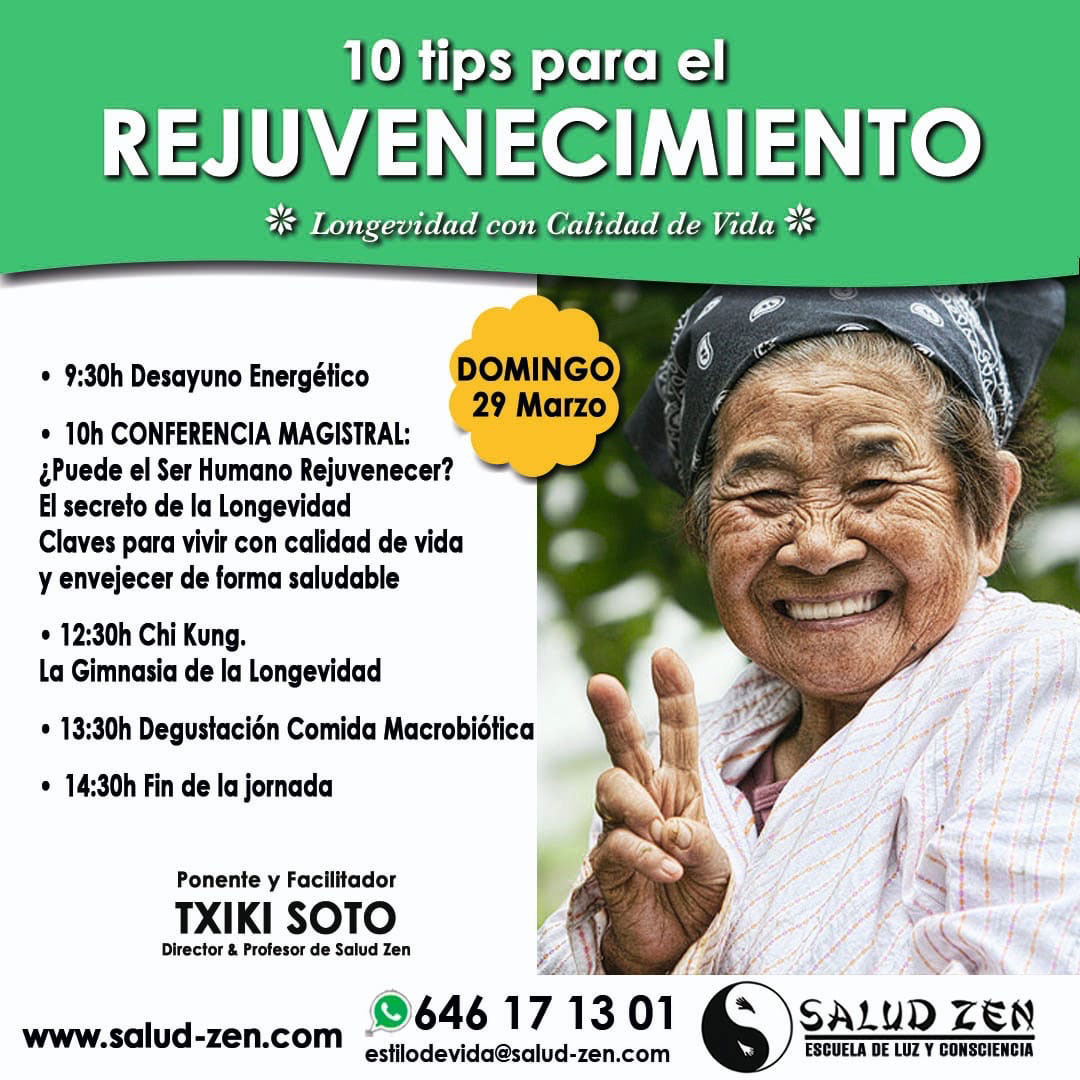 10 tips para el
REJUVENECIMIENTO
Longevidad con Calidad de Vida
DOMINGO
29 Marzo
• 9:30h Desayuno Energético
• 10h CONFERENCIA MAGISTRAL:
¿Puede el Ser Humano Rejuvenecer?
El secreto de la Longevidad
Claves para vivir con calidad de vida
y envejecer de forma saludable
• 12:30h Chi Kung.
La Gimnasia de la Longevidad
• 13:30h Degustación Comida Macrobiótica
• 14:30h Fin de la jornada
Ponente y Facilitador
TXIKI SOTO
Director & Profesor de Salud Zen
www.salud-zen.com
646 17 13 01
estilodevida@salud-zen.com
SALUD ZEN
ESCUELA DE LUZ Y CONSCIENCIA